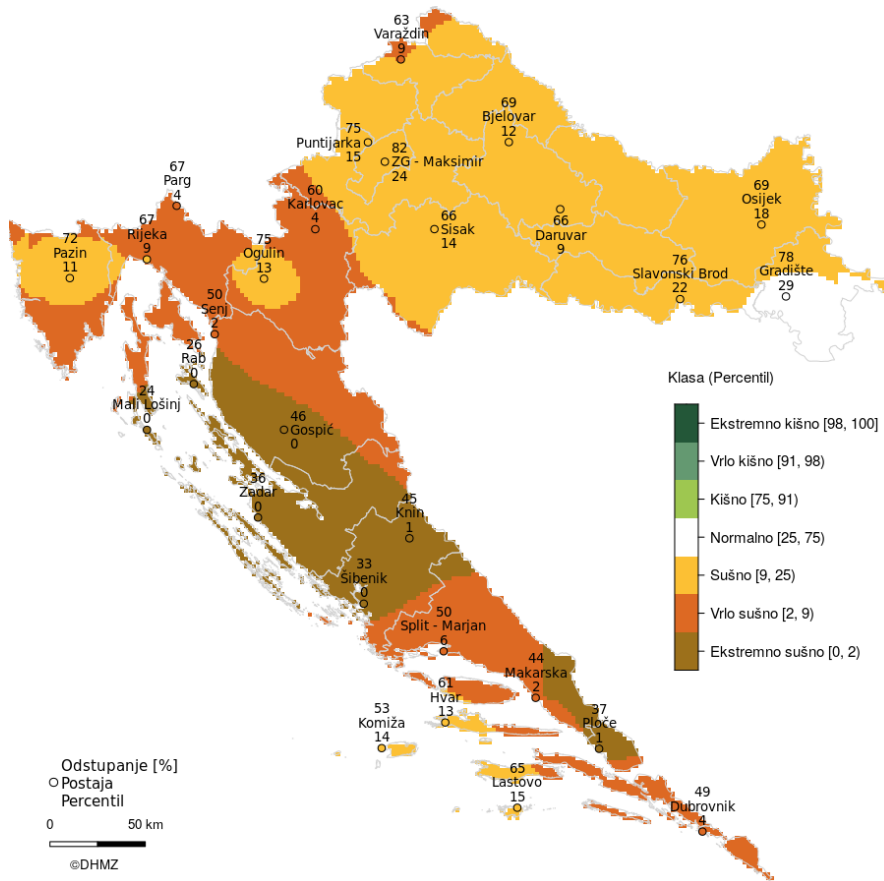 63
Varaždin
9
69
Bjelovar
12
75
Puntijarka
15
82
ZG - Maksimir
24
67
Parg
4
60
Karlovac
4
69
Osijek
18
67
Rijeka
9
66
Sisak
14
66
Daruvar
9
72
Pazin
11
75
Ogulin
13
76
Slavonski Brod
22
78
Gradište
29
50
Senj
2
26
Rab
0
24
Mali Lošinj
0
46
Gospić
0
36
Zadar
0
45
Knin
1
33
Šibenik
0
50
Split - Marjan
6
44
Makarska
2
61
Hvar
13
53
Komiža
14
37
Ploče
1
65
Lastovo
15
49
Dubrovnik
4
Klasa (Percentil)
Ekstremno kišno [98, 100]
Vrlo kišno [91, 98)
Kišno [75, 91)
Normalno [25, 75)
Sušno [9, 25)
Vrlo sušno [2, 9)
Ekstremno sušno [0, 2)
Odstupanje [%]
Postaja
Percentil
0 50 km
©DHMZ